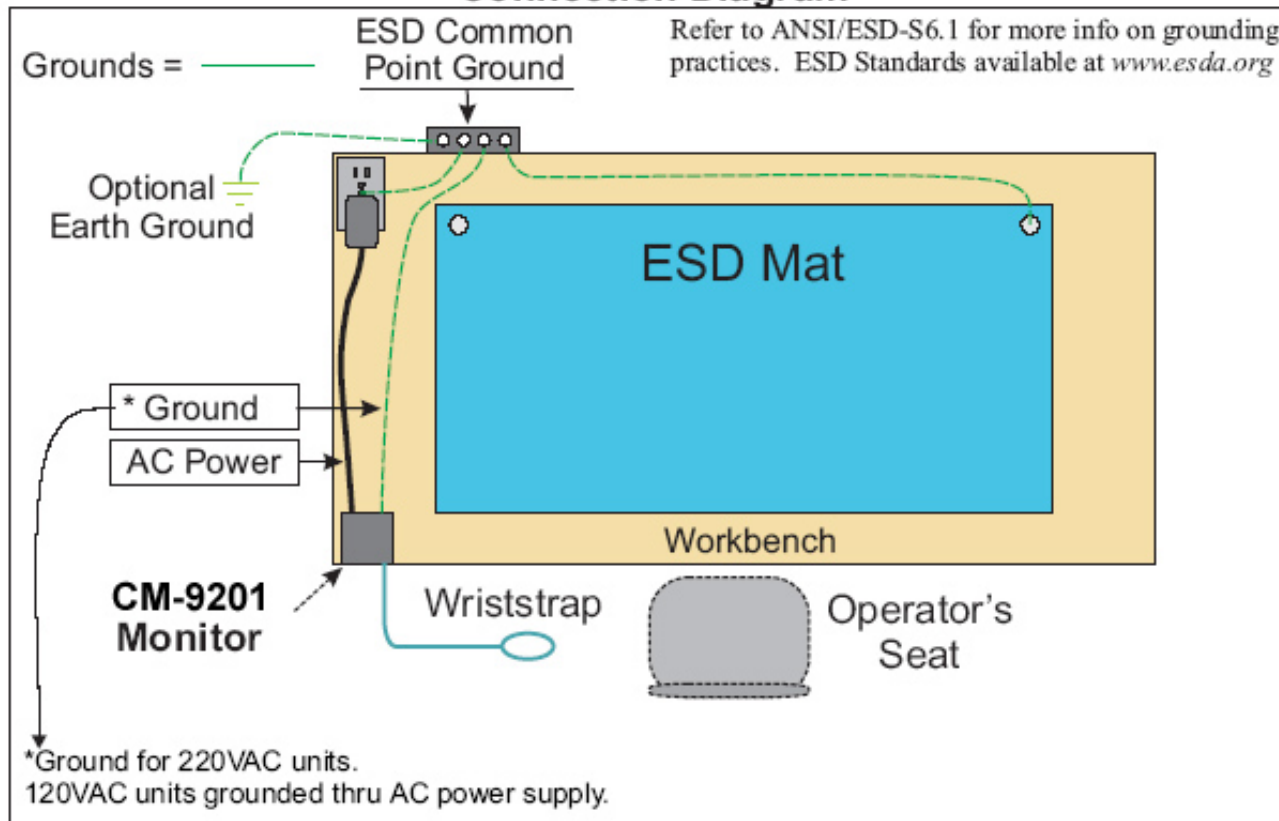 Connection Diagram
Grounds =
ESD Common
Point Ground
Refer to ANSI/ESD-S6.1 for more info on grounding
practices. ESD Standards available at www.esda.org
Optional
Earth Ground
ESD Mat
* Ground
AC Power
Workbench
CM-9201
Monitor
Wriststrap
Operator's
Seat
*Ground for 220VAC units.
120VAC units grounded thru AC power supply.